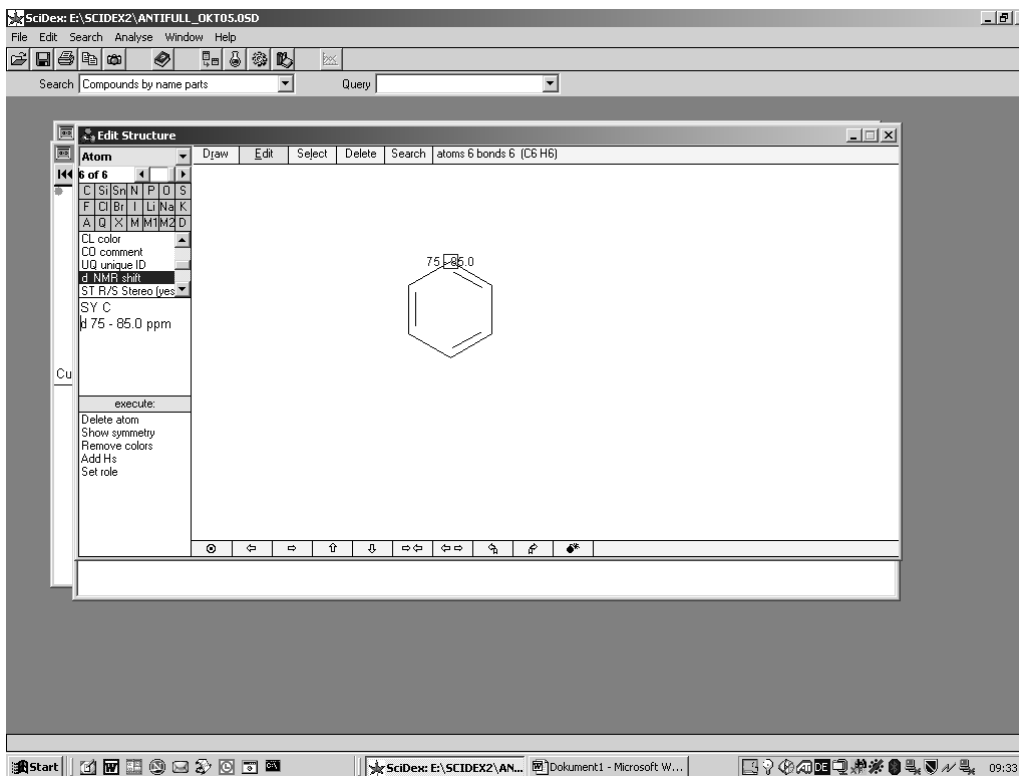 SciDex: E:\SCIDEX2\ANTIFULL_OKT05.OSD
File Edit Search Analyse Window Help
Search Compounds by name parts Query
Edit Structure
Atom Draw Edit Select Delete Search atoms 6 bonds 6 (C6 H6)
6 of 6
C Si Sn N P O S
F Cl Br I Li Na K
A Q X M M1 M2 D
CL color
CO comment
UQ unique ID
d NMR shift
ST R/S Stereo (yes
SY C
d 75 - 85.0 ppm
75 - 85.0
Cu
execute:
Delete atom
Show symmetry
Remove colors
Add Hs
Set role
Start SciDex: E:\SCIDEX2\AN... Dokument1 - Microsoft W... DE 09:33